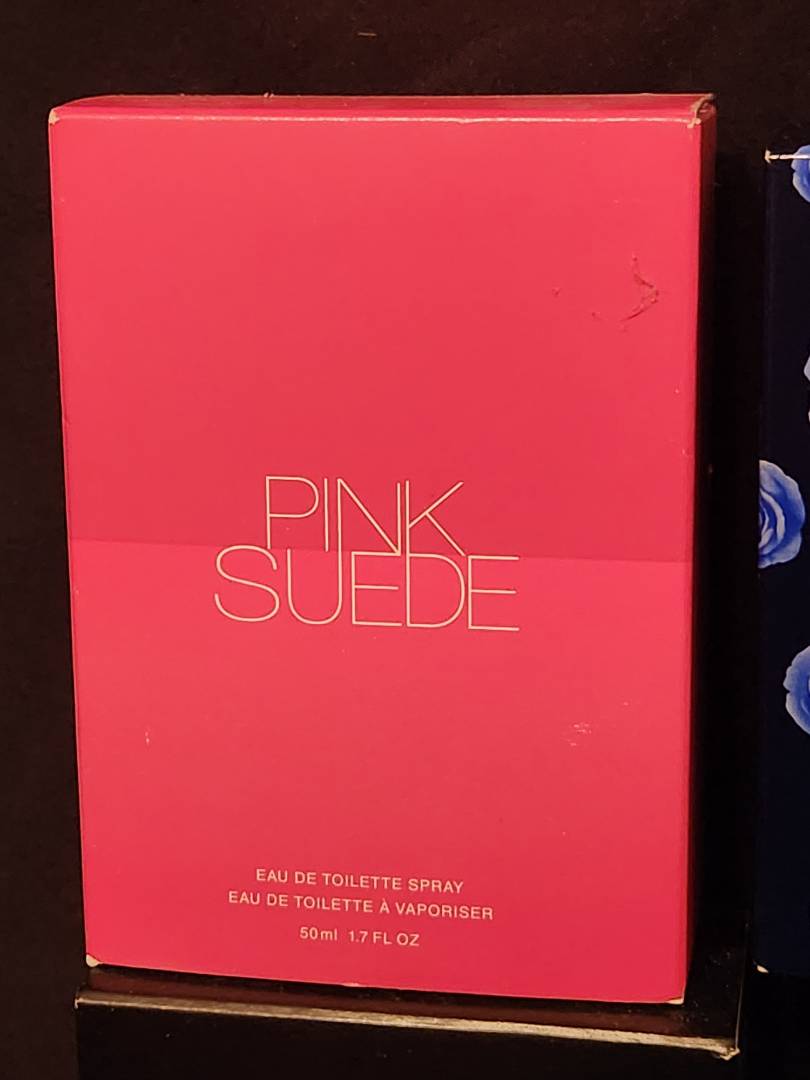 PINK
SUEDE
EAU DE TOILETTE SPRAY
EAU DE TOILETTE À VAPORISER
50ml 1.7 FL OZ